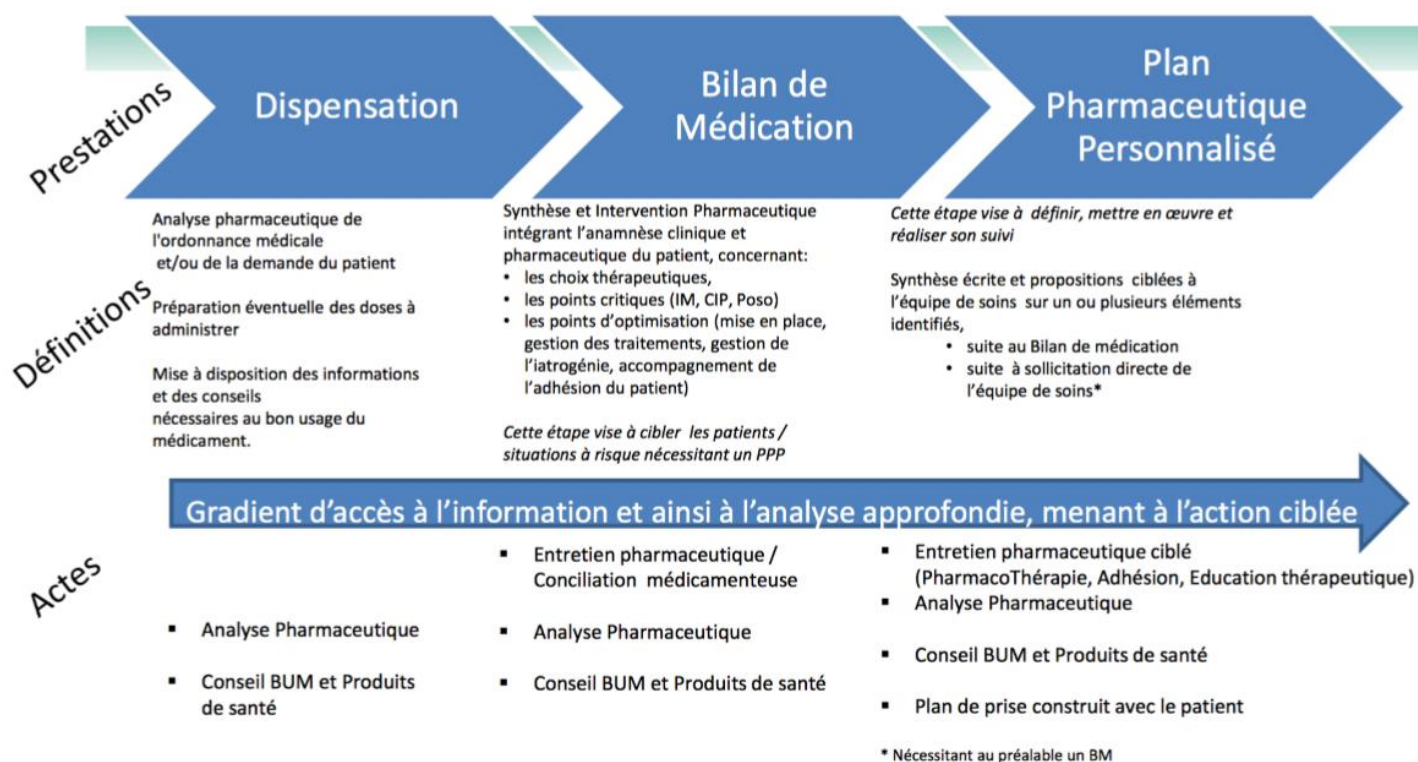 Prestations
Dispensation
Bilan de
Médication
Plan
Pharmaceutique
Personnalisé
Définitions
Analyse pharmaceutique de
l'ordonnance médicale
et/ou de la demande du patient
Préparation éventuelle des doses à
administrer
Mise à disposition des informations
et des conseils
nécessaires au bon usage du
médicament.
Synthèse et Intervention Pharmaceutique
intégrant l'anamnèse clinique et
pharmaceutique du patient, concernant:
• les choix thérapeutiques,
• les points critiques (IM, CIP, Poso)
• les points d'optimisation (mise en place,
gestion des traitements, gestion de
l'iatrogénie, accompagnement de
l'adhésion du patient)
Cette étape vise à cibler les patients /
situations à risque nécessitant un PPP
Cette étape vise à définir, mettre en œuvre et
réaliser son suivi
Synthèse écrite et propositions ciblées à
l'équipe de soins sur un ou plusieurs éléments
identifiés,
• suite au Bilan de médication
• suite à sollicitation directe de
l'équipe de soins*
Gradient d'accès à l'information et ainsi à l'analyse approfondie, menant à l'action ciblée
Actes
▪ Analyse Pharmaceutique
▪ Conseil BUM et Produits
de santé
▪ Entretien pharmaceutique /
Conciliation médicamenteuse
▪ Analyse Pharmaceutique
▪ Conseil BUM et Produits de santé
▪ Entretien pharmaceutique ciblé
(PharmacoThérapie, Adhésion, Education thérapeutique)
▪ Analyse Pharmaceutique
▪ Conseil BUM et Produits de santé
▪ Plan de prise construit avec le patient
* Nécessitant au préalable un BM